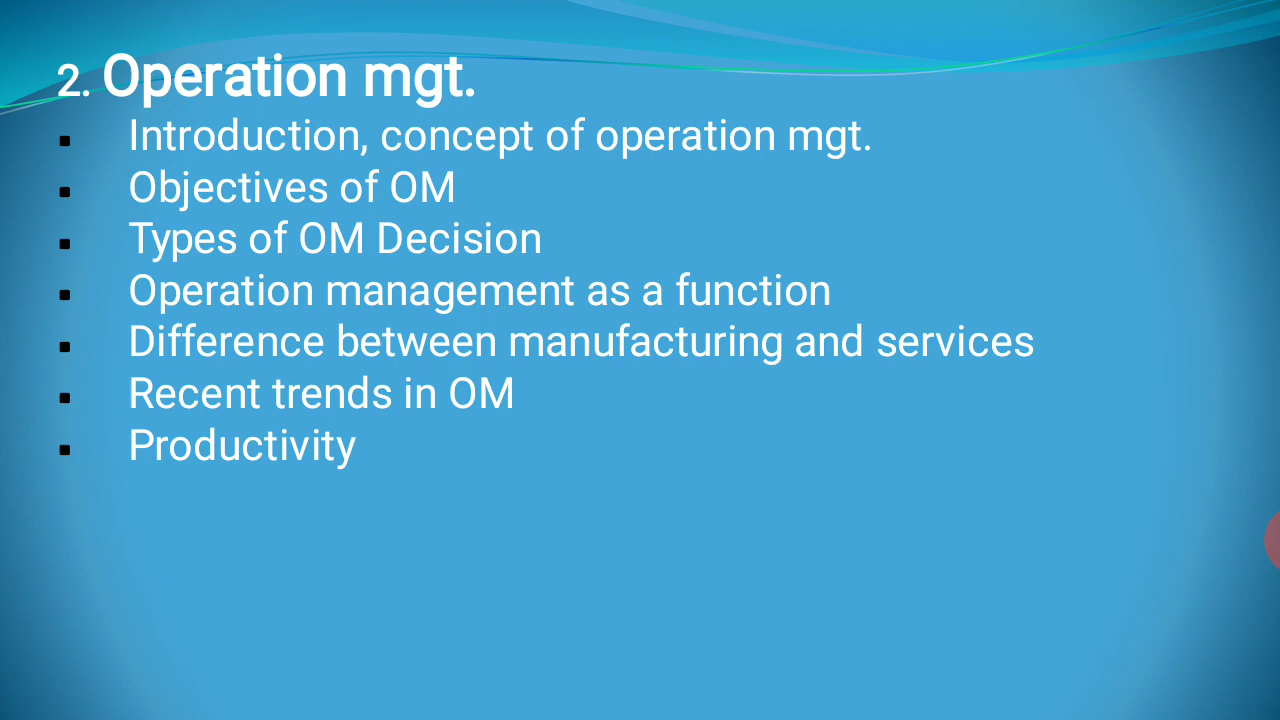 2. Operation mgt.
▪ Introduction, concept of operation mgt.
▪ Objectives of OM
▪ Types of OM Decision
▪ Operation management as a function
▪ Difference between manufacturing and services
▪ Recent trends in OM
▪ Productivity